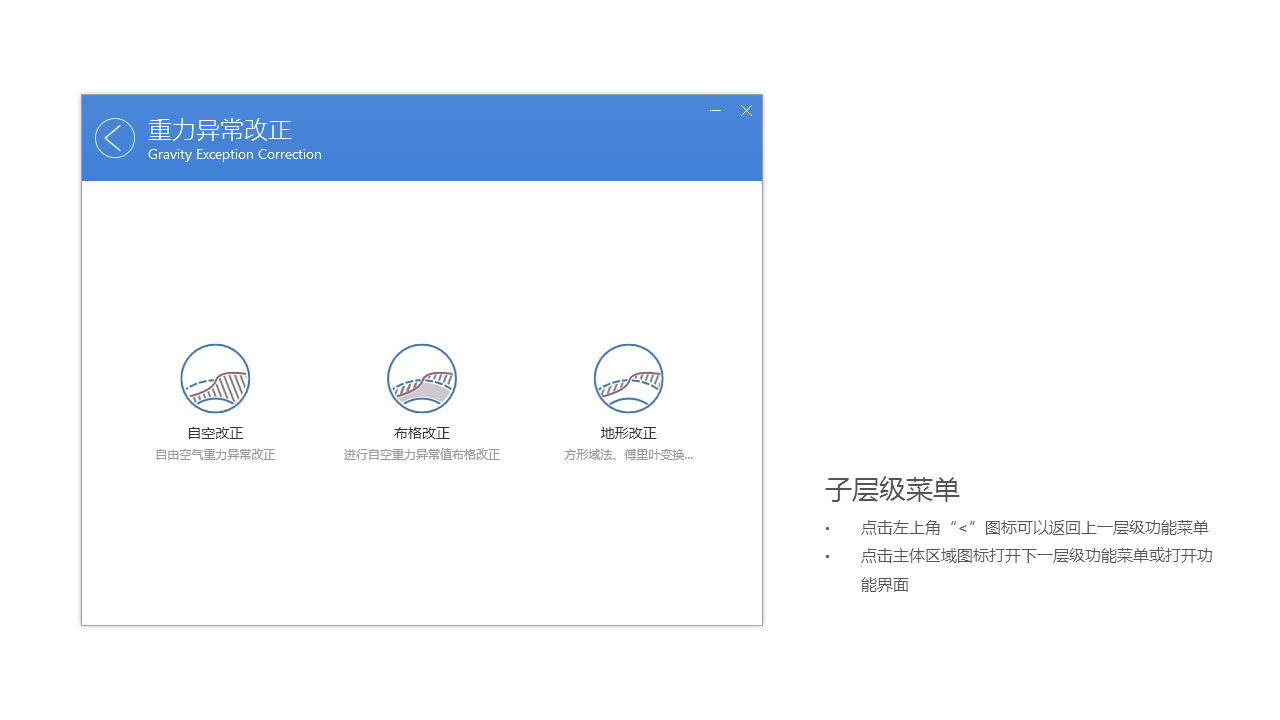 重力异常改正
Gravity Exception Correction
自空改正
自由空气重力异常改正
布格改正
进行自空重力异常值布格改正
地形改正
方形域法、傅里叶变换...
子层级菜单
• 点击左上角“<”图标可以返回上一层级功能菜单
• 点击主体区域图标打开下一层级功能菜单或打开功
能界面